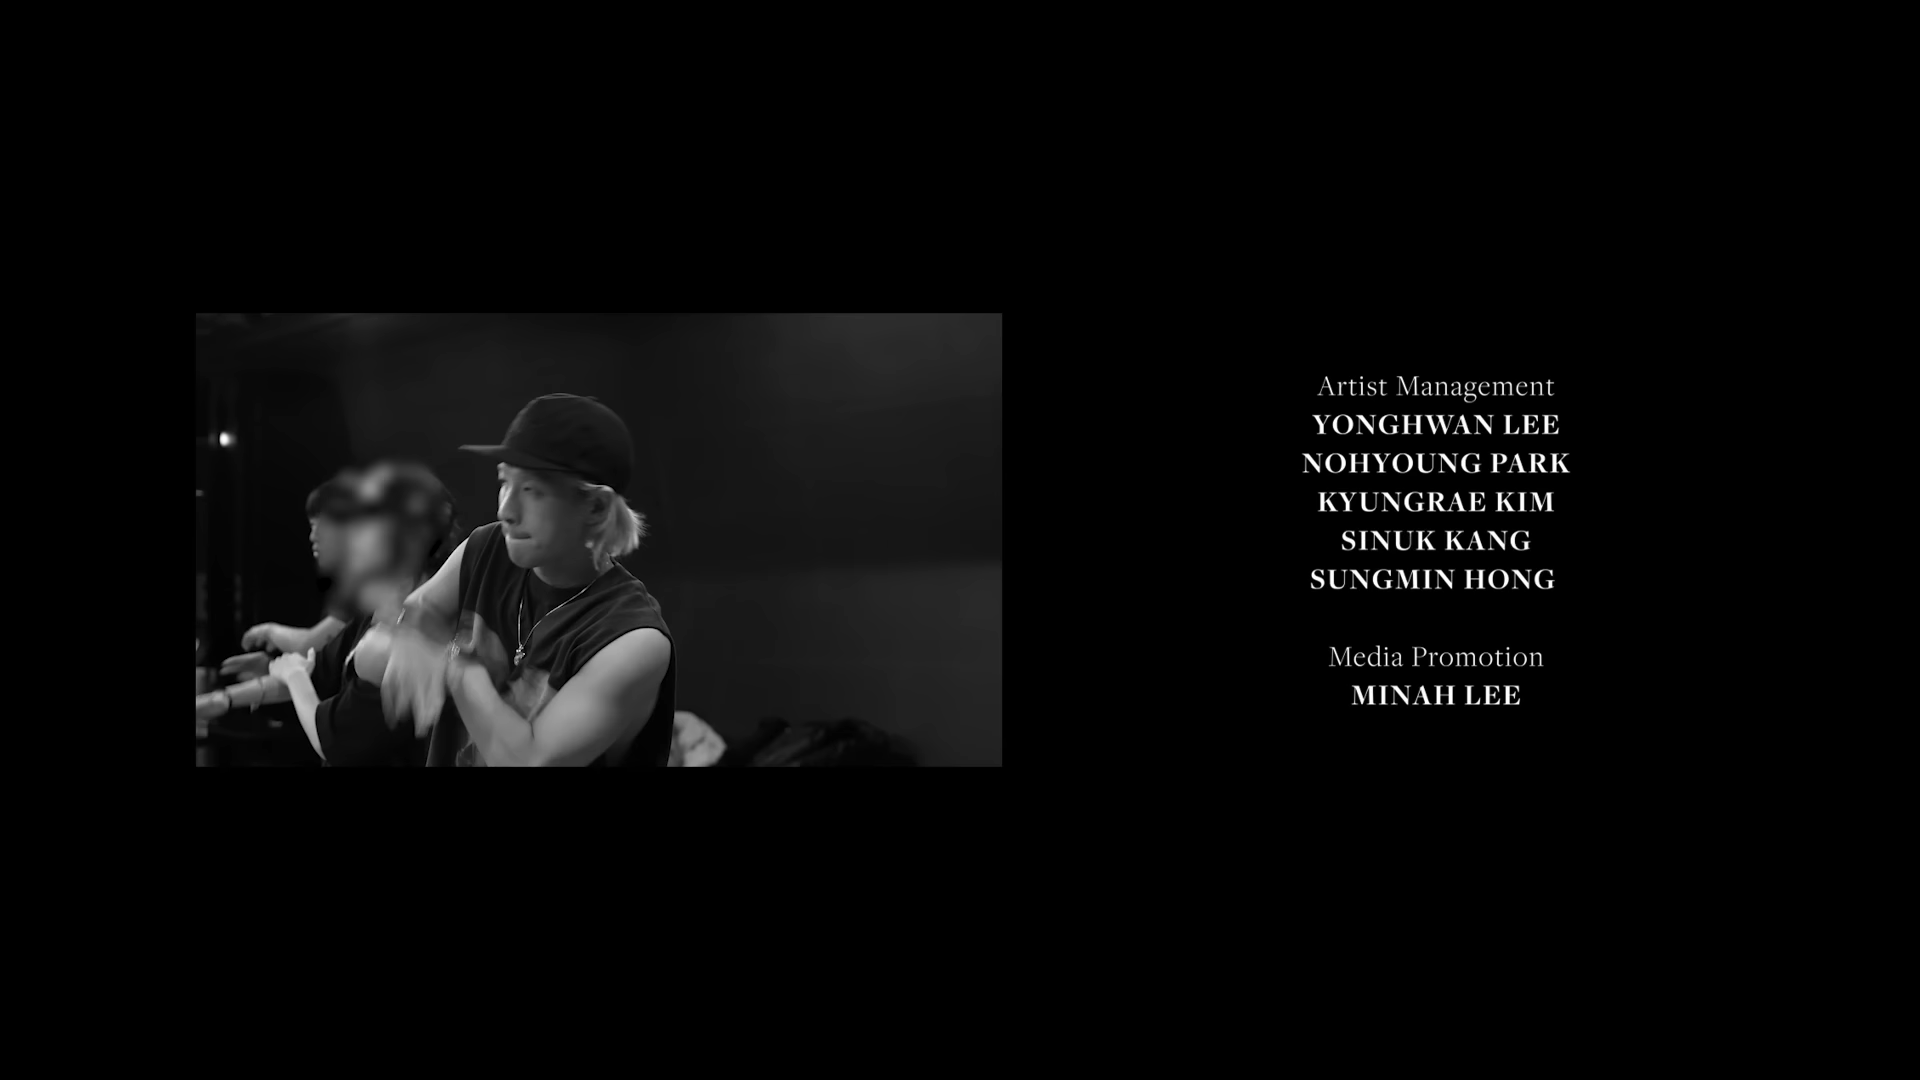 Artist Management
YONGHWAN LEE
NOHYOUNG PARK
KYUNGRAE KIM
SINUK KANG
SUNGMIN HONG
Media Promotion
MINAH LEE